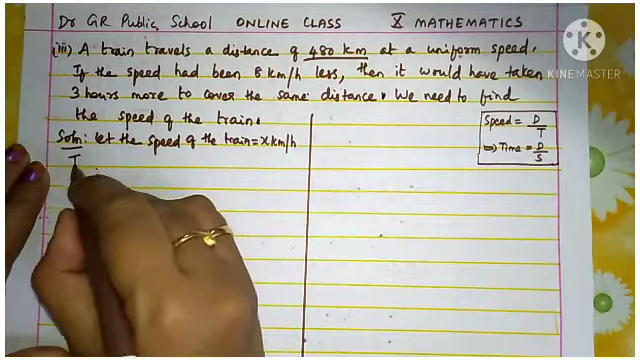 Dr GR Public School ONLINE CLASS X MATHEMATICS
(iii) A train travels a distance of 480 km at a uniform speed.
If the speed had been 8 km/h less, then it would have taken
3 hours more to cover the same distance. We need to find
the speed of the train.
Soln: Let the speed of the train = x km/h
T
Speed = D/T
⇒ Time = D/S
KINEMASTER